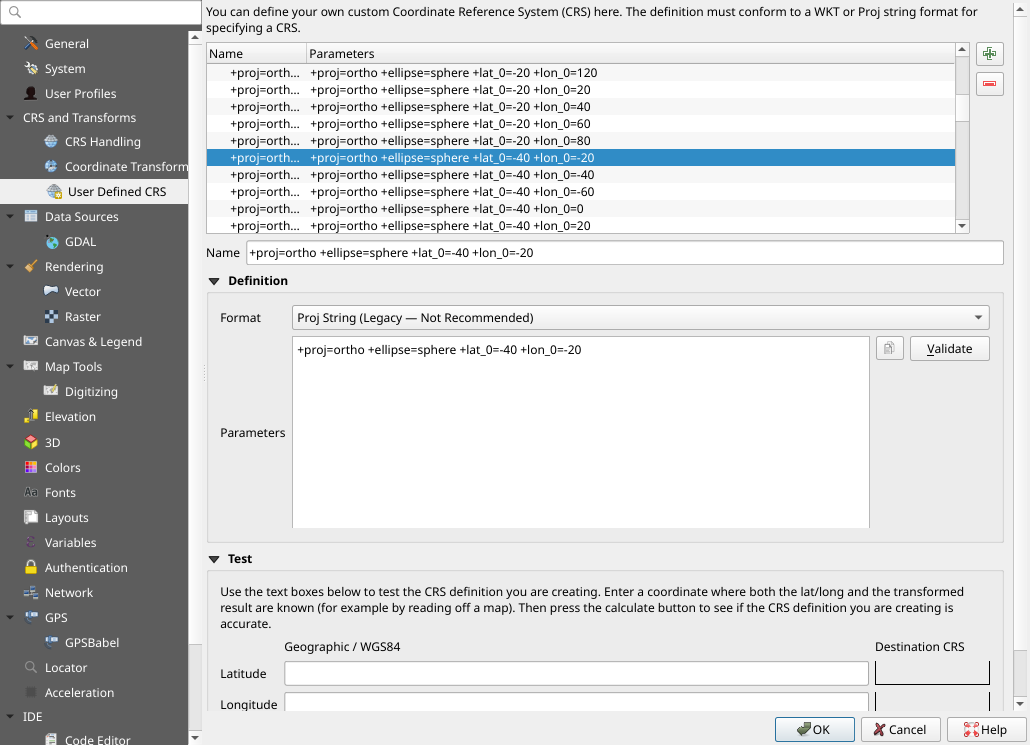 You can define your own custom Coordinate Reference System (CRS) here. The definition must conform to a WKT or Proj string format for
specifying a CRS.
General
System
User Profiles
CRS and Transforms
CRS Handling
Coordinate Transform
User Defined CRS
Data Sources
GDAL
Rendering
Vector
Raster
Canvas & Legend
Map Tools
Digitizing
Elevation
3D
Colors
Fonts
Layouts
Variables
Authentication
Network
GPS
GPSBabel
Locator
Acceleration
IDE
Code Editor
Name Parameters
+proj=orth... +proj=ortho +ellipse=sphere +lat_0=-20 +lon_0=120
+proj=orth... +proj=ortho +ellipse=sphere +lat_0=-20 +lon_0=20
+proj=orth... +proj=ortho +ellipse=sphere +lat_0=-20 +lon_0=40
+proj=orth... +proj=ortho +ellipse=sphere +lat_0=-20 +lon_0=60
+proj=orth... +proj=ortho +ellipse=sphere +lat_0=-20 +lon_0=80
+proj=orth... +proj=ortho +ellipse=sphere +lat_0=-40 +lon_0=-20
+proj=orth... +proj=ortho +ellipse=sphere +lat_0=-40 +lon_0=-40
+proj=orth... +proj=ortho +ellipse=sphere +lat_0=-40 +lon_0=-60
+proj=orth... +proj=ortho +ellipse=sphere +lat_0=-40 +lon_0=0
+proj=orth... +proj=ortho +ellipse=sphere +lat_0=-40 +lon_0=20
Name +proj=ortho +ellipse=sphere +lat_0=-40 +lon_0=-20
Definition
Format Proj String (Legacy — Not Recommended)
+proj=ortho +ellipse=sphere +lat_0=-40 +lon_0=-20
Validate
Parameters
Test
Use the text boxes below to test the CRS definition you are creating. Enter a coordinate where both the lat/long and the transformed
result are known (for example by reading off a map). Then press the calculate button to see if the CRS definition you are creating is
accurate.
Geographic / WGS84 Destination CRS
Latitude
Longitude
OK Cancel Help